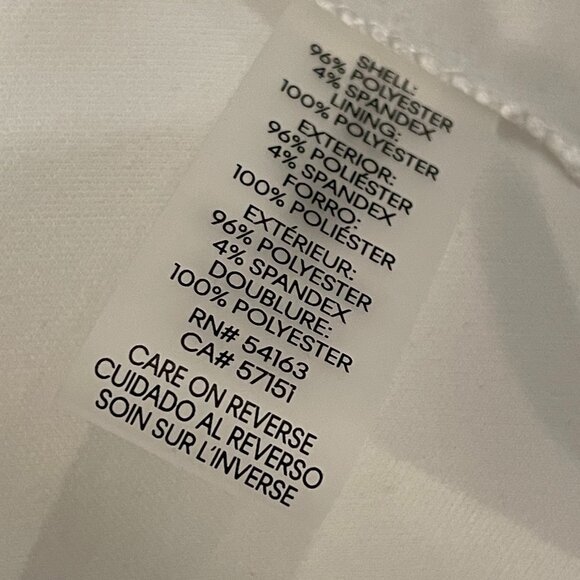 SHELL:
96% POLYESTER
4% SPANDEX
LINING:
100% POLYESTER
EXTERIOR:
96% POLIÉSTER
4% SPANDEX
FORRO:
100% POLIÉSTER
EXTÉRIEUR:
96% POLYESTER
4% SPANDEX
DOUBLURE:
100% POLYESTER
RN# 54163
CA# 57151
CARE ON REVERSE
CUIDADO AL REVERSO
SOIN SUR L'INVERSE